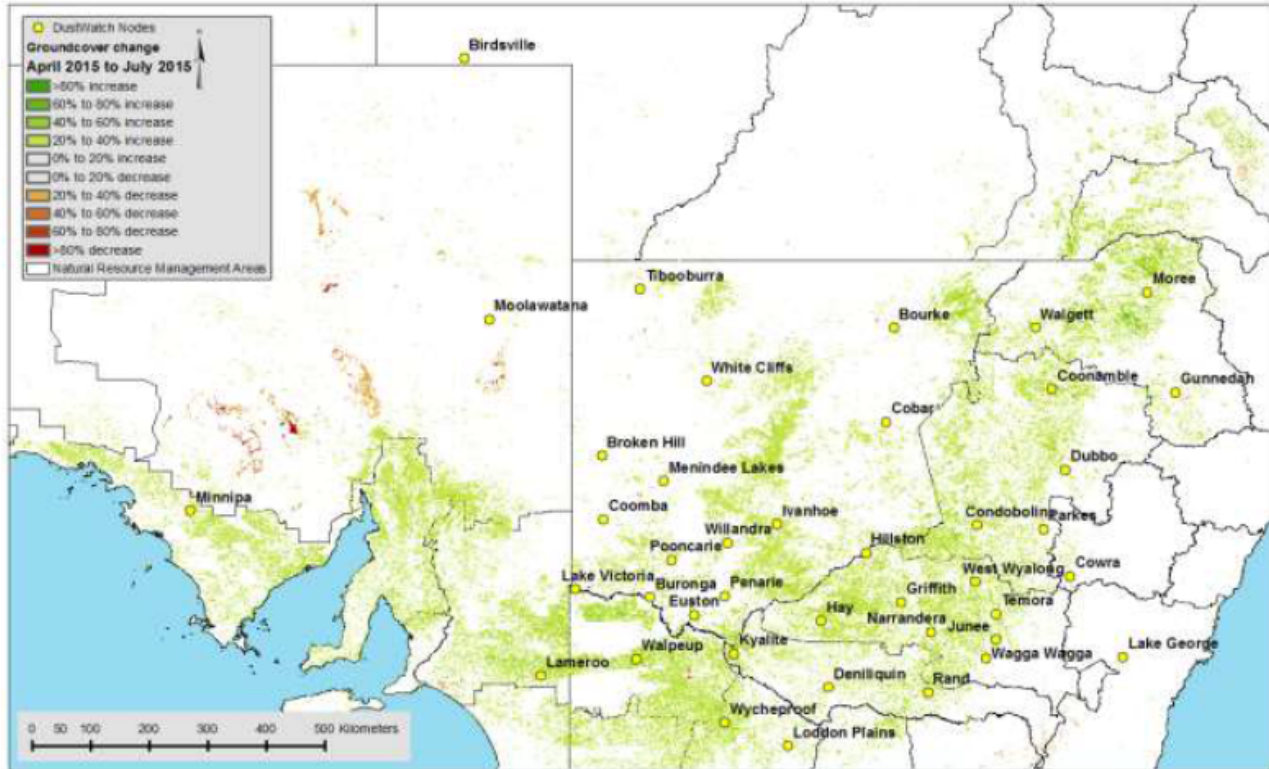 DustWatch Nodes
Groundcover change
April 2015 to July 2015
>80% increase
60% to 80% increase
40% to 60% increase
20% to 40% increase
0% to 20% increase
0% to 20% decrease
20% to 40% decrease
40% to 60% decrease
60% to 80% decrease
>80% decrease
Natural Resource Management Areas
Birdsville
Tibooburra
Moree
Moolawatana
Bourke
Walgett
White Cliffs
Coonamble
Gunnedah
Cobar
Broken Hill
Menindee Lakes
Dubbo
Minnipa
Coomba
Ivanhoe
Condobolin
Parkes
Willandra
Hillston
Pooncarie
West Wyalong
Cowra
Lake Victoria
Buronga
Penarie
Griffith
Euston
Hay
Temora
Narrandera
Junee
Walpeup
Kyalite
Wagga Wagga
Lake George
Lameroo
Deniliquin
Rand
Wycheproof
Loddon Plains
0 50 100 200 300 400 500 Kilometers